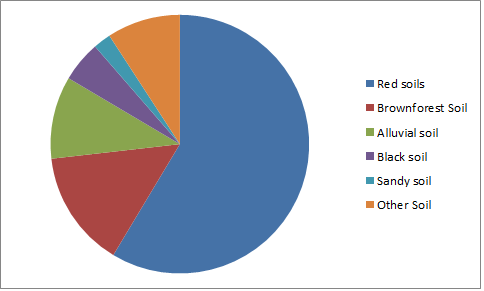 Red soils
Brownforest Soil
Alluvial soil
Black soil
Sandy soil
Other Soil